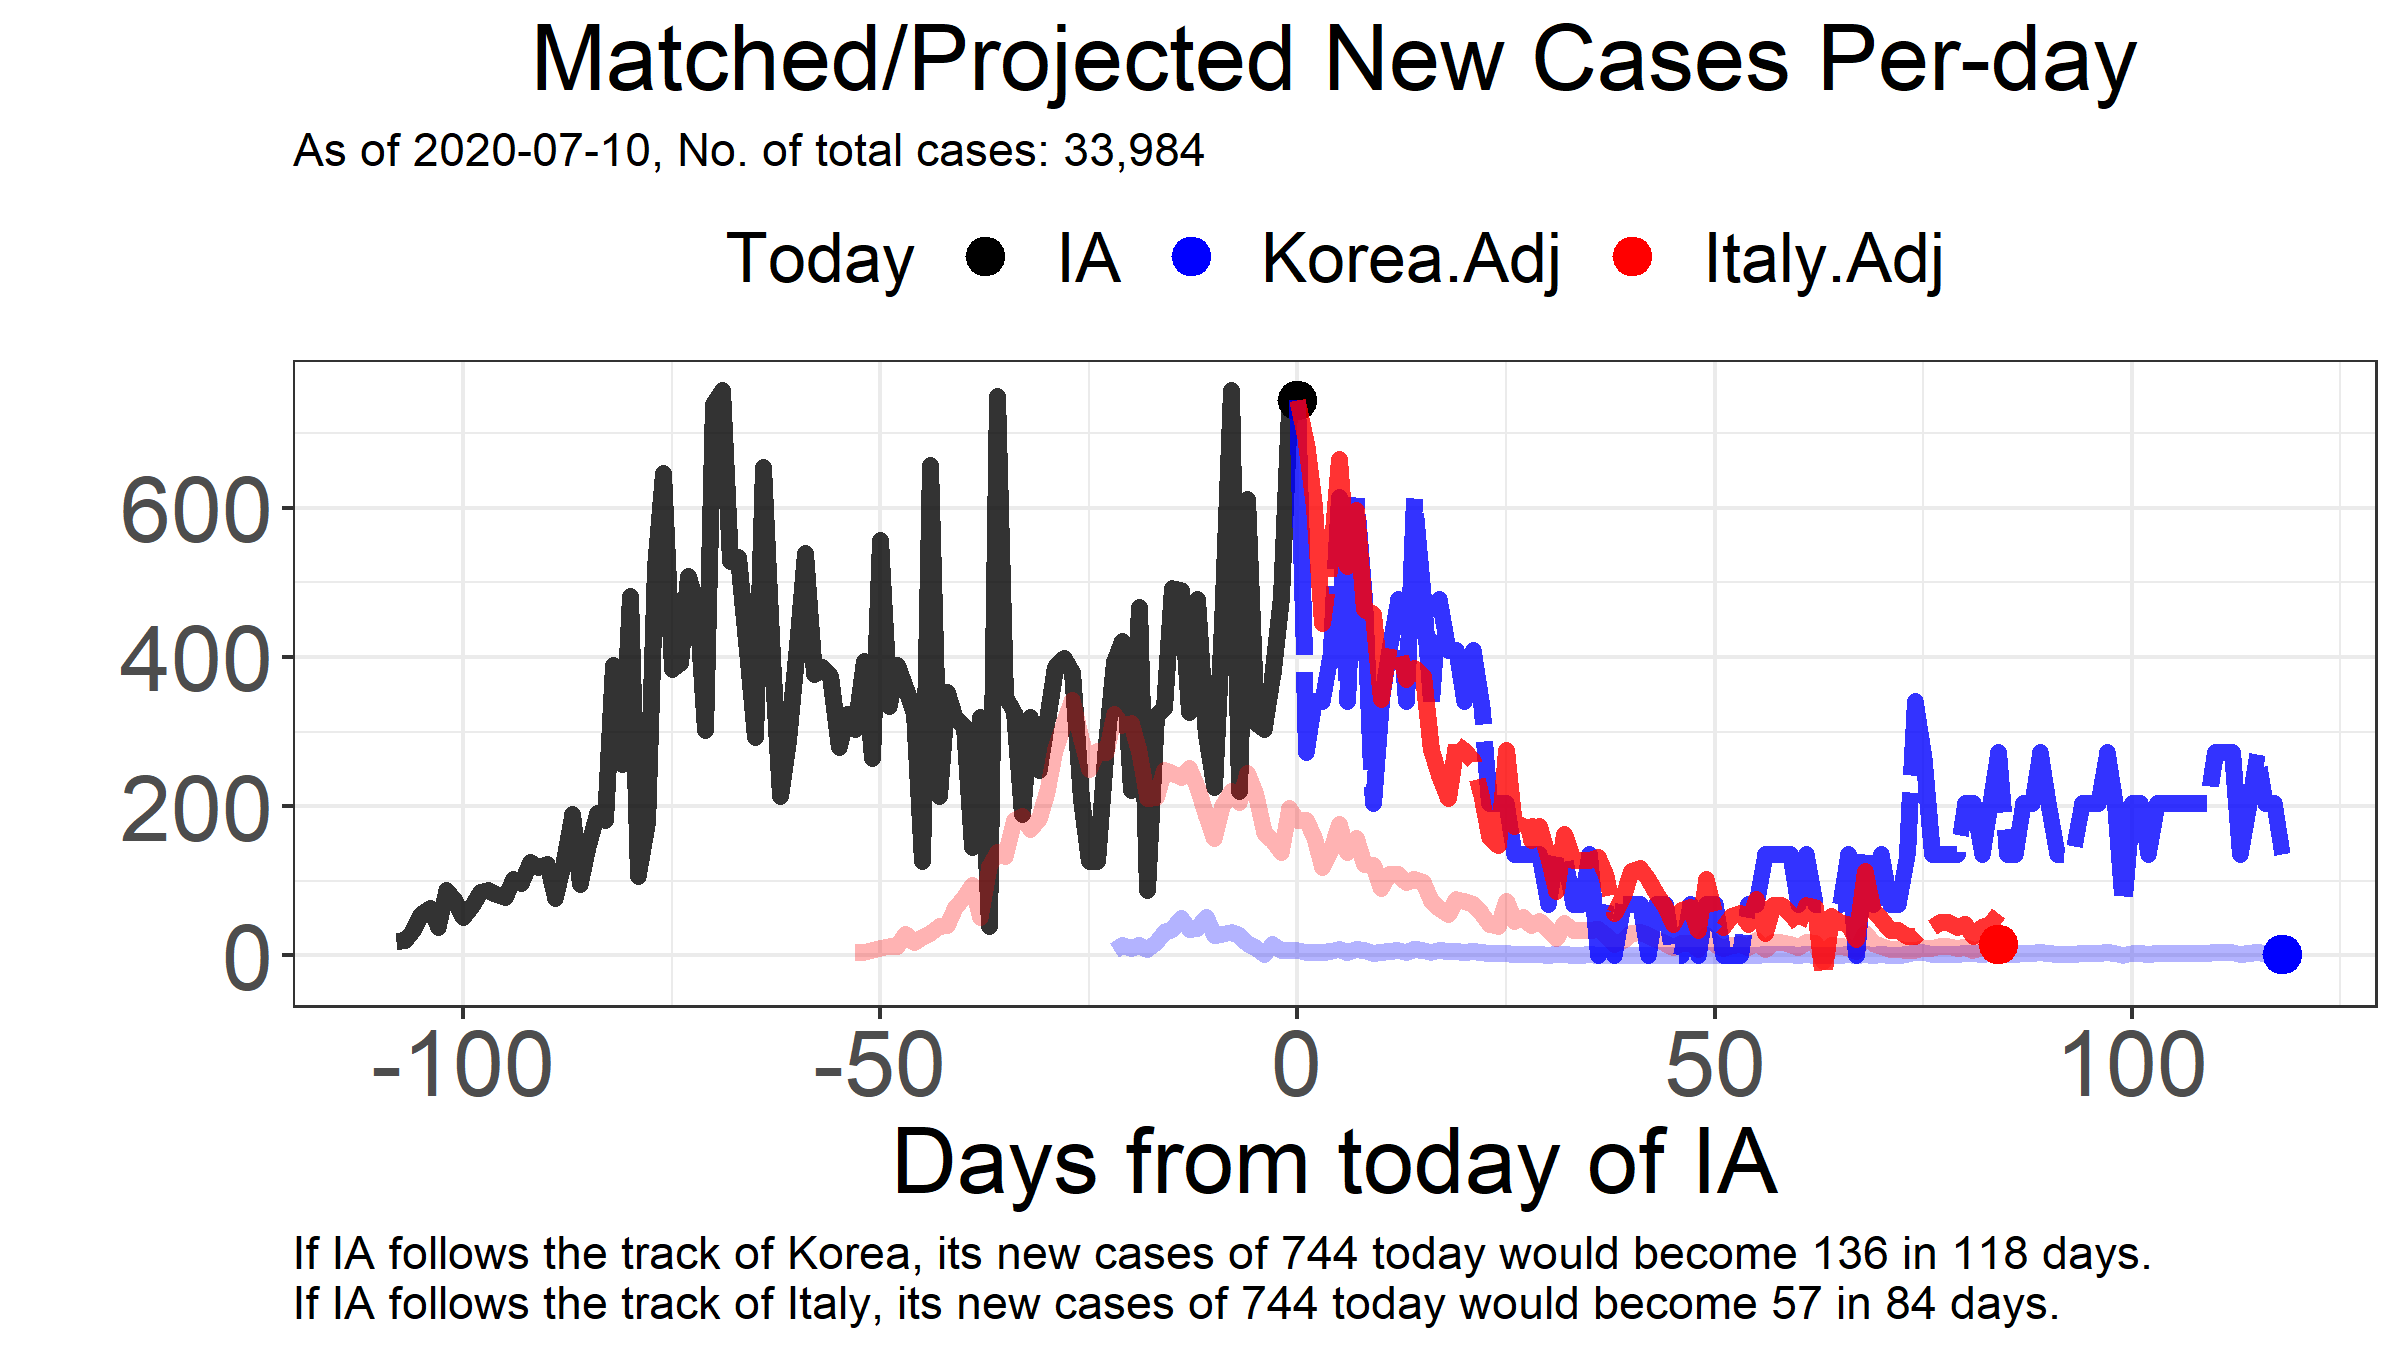 Matched/Projected New Cases Per-day
As of 2020-07-10, No. of total cases: 33,984
Today IA Korea.Adj Italy.Adj
600
400
200
0
-100 -50 0 50 100
Days from today of IA
If IA follows the track of Korea, its new cases of 744 today would become 136 in 118 days.
If IA follows the track of Italy, its new cases of 744 today would become 57 in 84 days.